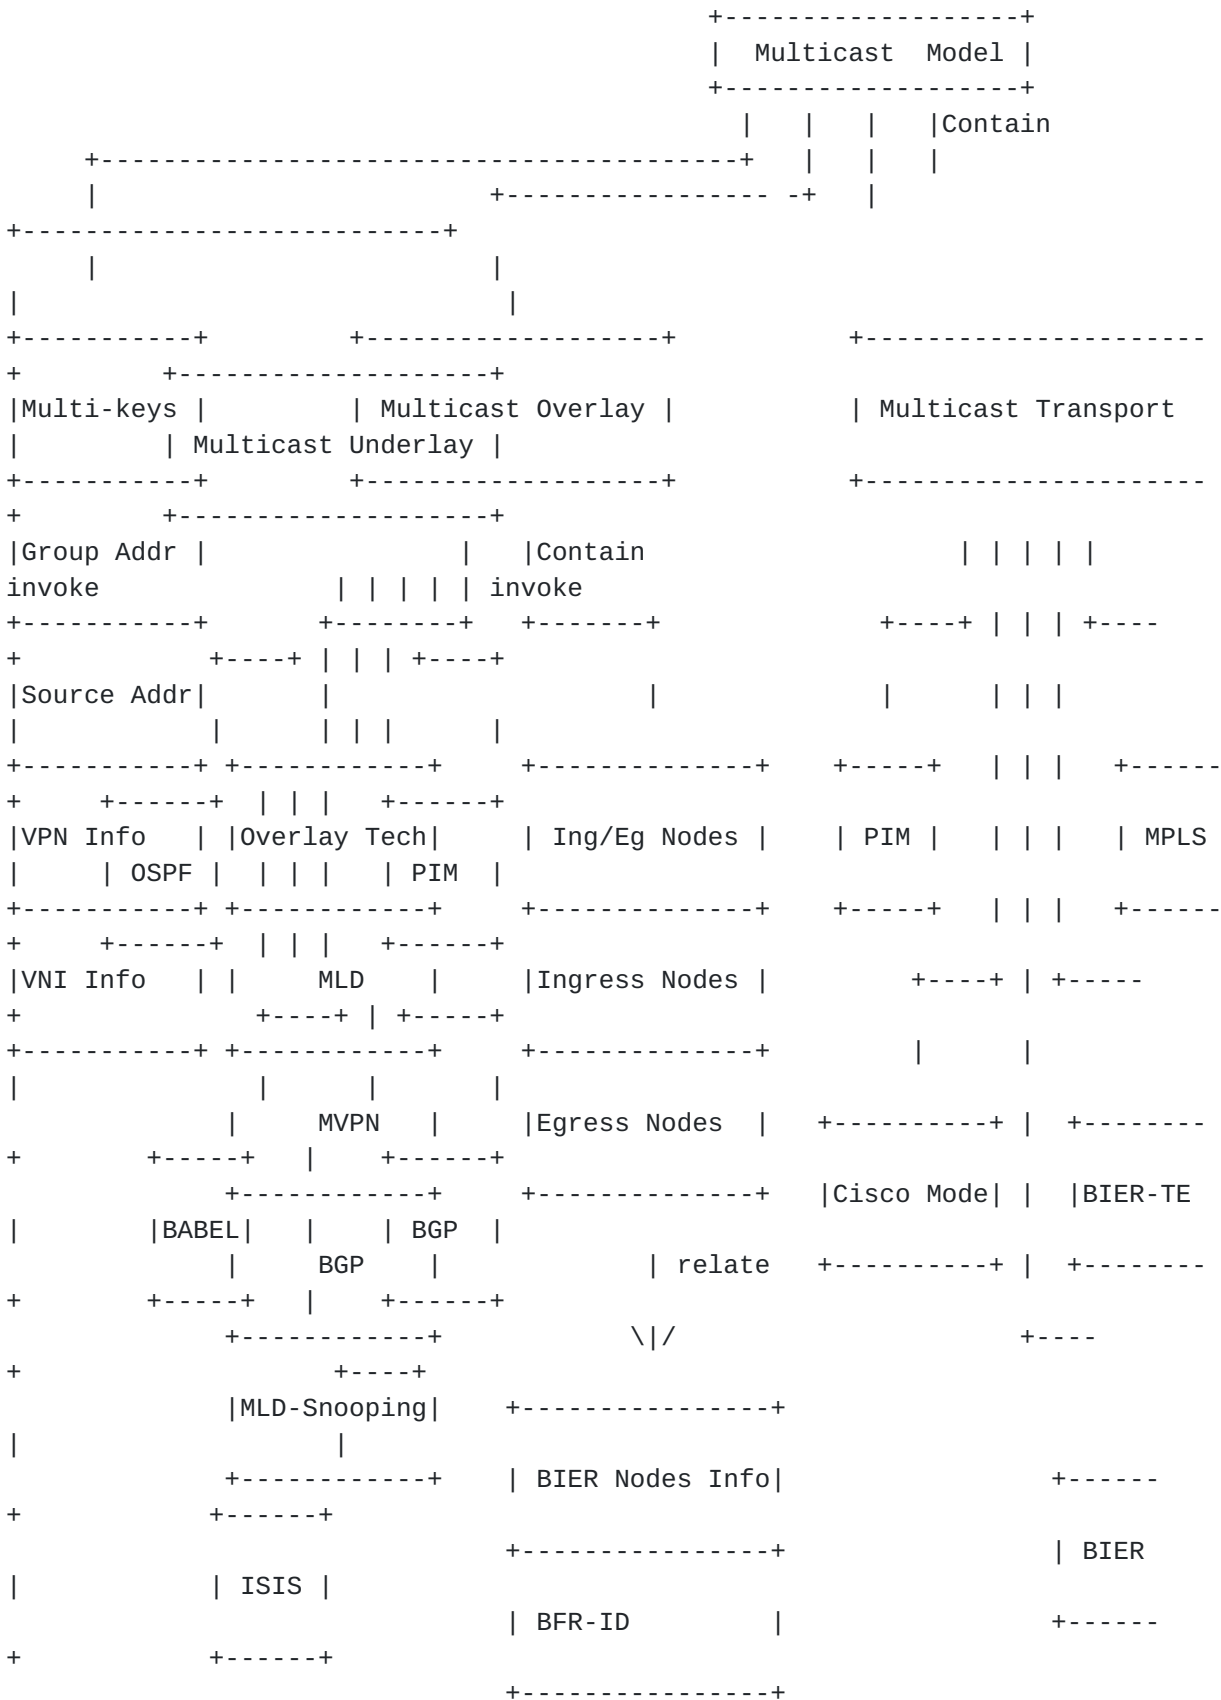 +-------------------+
|  Multicast  Model |
+-------------------+
|   |   |   |Contain
+-----------------------------------------+   |   |   |
|                         +----------------- -+   |
+---------------------------+
|                         |
|                               |
+-----------+         +-------------------+           +----------------------
+         +--------------------+
|Multi-keys |         | Multicast Overlay |           | Multicast Transport
|         | Multicast Underlay |
+-----------+         +-------------------+           +----------------------
+         +--------------------+
|Group Addr |                |   |Contain                    | | | | |
invoke               | | | | | invoke
+-----------+       +--------+   +-------+              +----+ | | | +----
+            +----+ | | | +----+
|Source Addr|       |                    |              |      | | |
|            |      | | |      |
+-----------+ +------------+     +--------------+    +-----+   | | |   +------
+     +------+  | | |   +------+
|VPN Info   | |Overlay Tech|     | Ing/Eg Nodes |    | PIM |   | | |   | MPLS
|     | OSPF |  | | |   | PIM  |
+-----------+ +------------+     +--------------+    +-----+   | | |   +------
+     +------+  | | |   +------+
|VNI Info   | |     MLD    |     |Ingress Nodes |         +----+ | +-----
+               +----+ | +-----+
+-----------+ +------------+     +--------------+         |      |
|               |      |       |
|     MVPN   |     |Egress Nodes  |   +----------+ |  +--------
+        +-----+   |    +------+
+------------+     +--------------+   |Cisco Mode| |  |BIER-TE
|        |BABEL|   |    | BGP  |
|     BGP    |             | relate   +----------+ |  +--------
+        +-----+   |    +------+
+------------+            \|/                      +----
+                    +----+
|MLD-Snooping|    +----------------+
|                    |
+------------+    | BIER Nodes Info|                 +------
+            +------+
+----------------+                 | BIER
|            | ISIS |
| BFR-ID         |                 +------
+            +------+
+----------------+